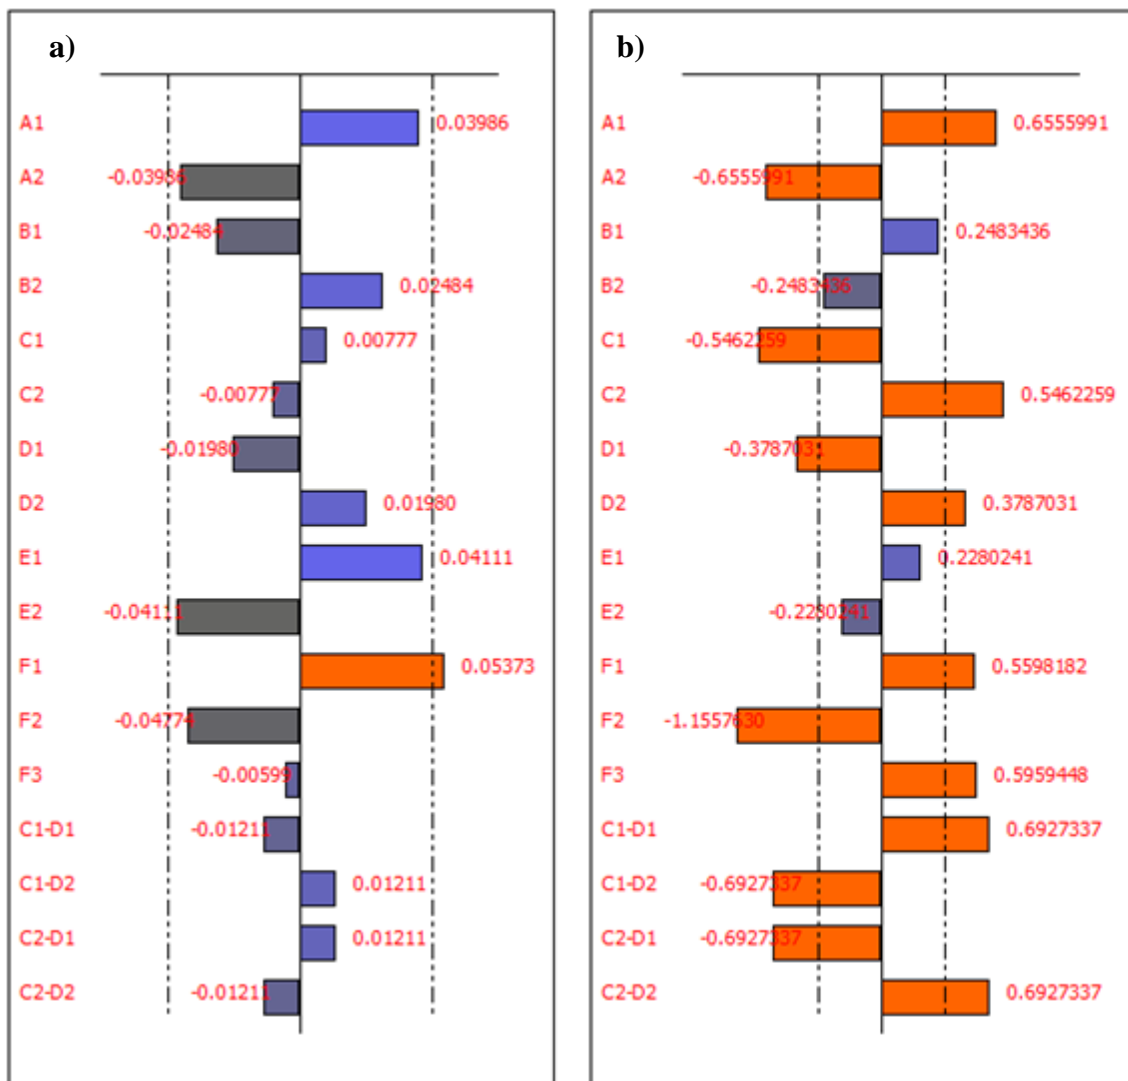 a)
A1 0.03986
A2 -0.03986
B1 -0.02484
B2 0.02484
C1 0.00777
C2 -0.00777
D1 -0.01980
D2 0.01980
E1 0.04111
E2 -0.04111
F1 0.05373
F2 -0.04774
F3 -0.00599
C1-D1 -0.01211
C1-D2 0.01211
C2-D1 0.01211
C2-D2 -0.01211
b)
A1 0.6555991
A2 -0.6555991
B1 0.2483436
B2 -0.2483436
C1 -0.5462259
C2 0.5462259
D1 -0.3787031
D2 0.3787031
E1 0.2280241
E2 -0.2280241
F1 0.5598182
F2 -1.1557630
F3 0.5959448
C1-D1 0.6927337
C1-D2 -0.6927337
C2-D1 -0.6927337
C2-D2 0.6927337